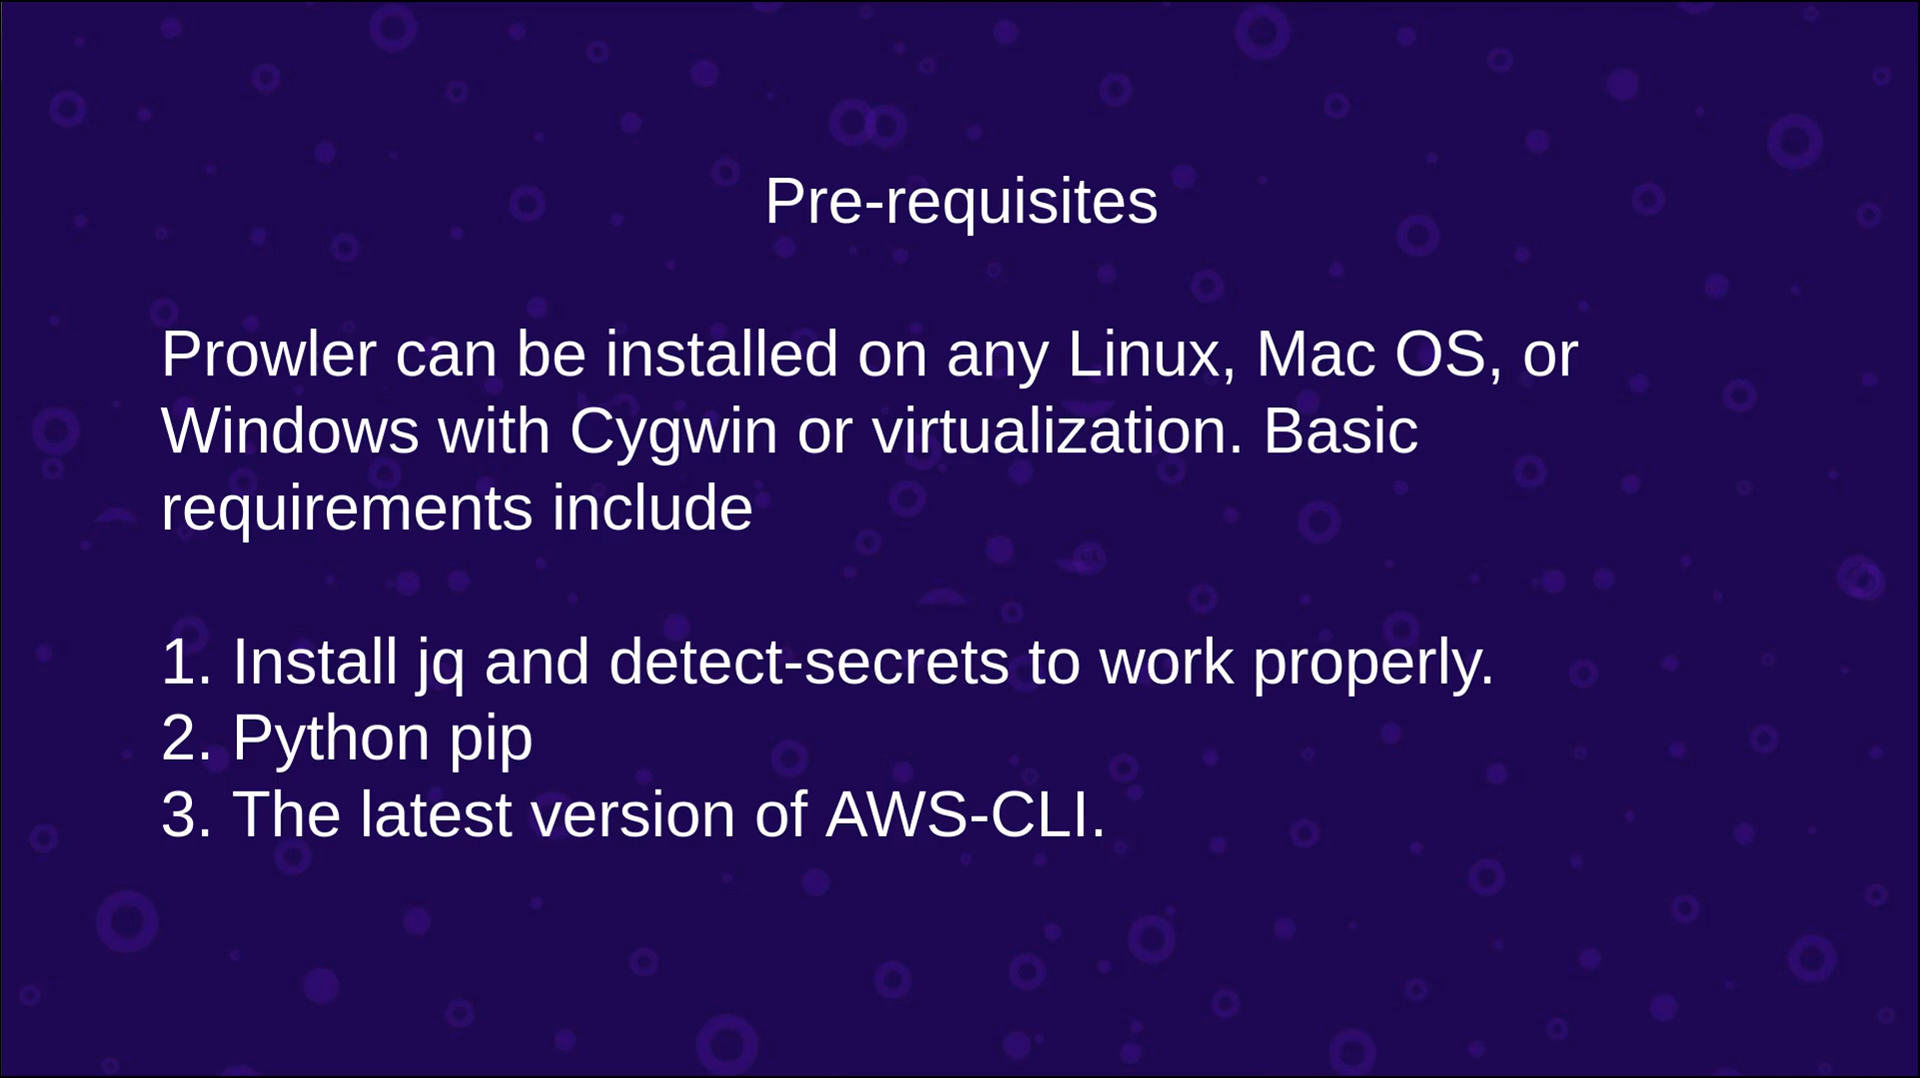 Pre-requisites
Prowler can be installed on any Linux, Mac OS, or
Windows with Cygwin or virtualization. Basic
requirements include
1. Install jq and detect-secrets to work properly.
2. Python pip
3. The latest version of AWS-CLI.